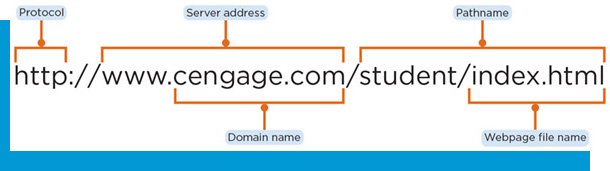 Protocol Server address Pathname
http://www.cengage.com/student/index.html
Domain name Webpage file name